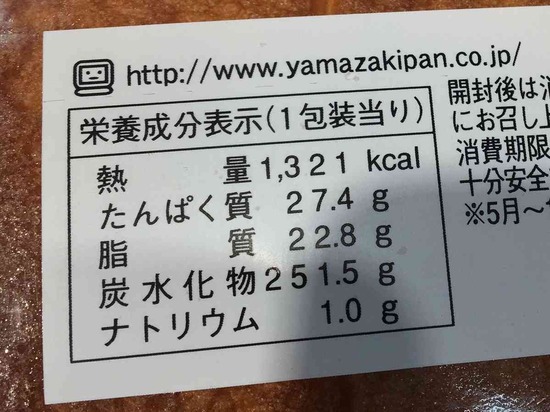 http://www.yamazakipan.co.jp/
栄養成分表示(1包装当り)
熱量 1,321 kcal
たんぱく質 27.4 g
脂質 22.8 g
炭水化物 251.5 g
ナトリウム 1.0 g
開封後は
にお召し上
消費期限
十分安全
※5月〜